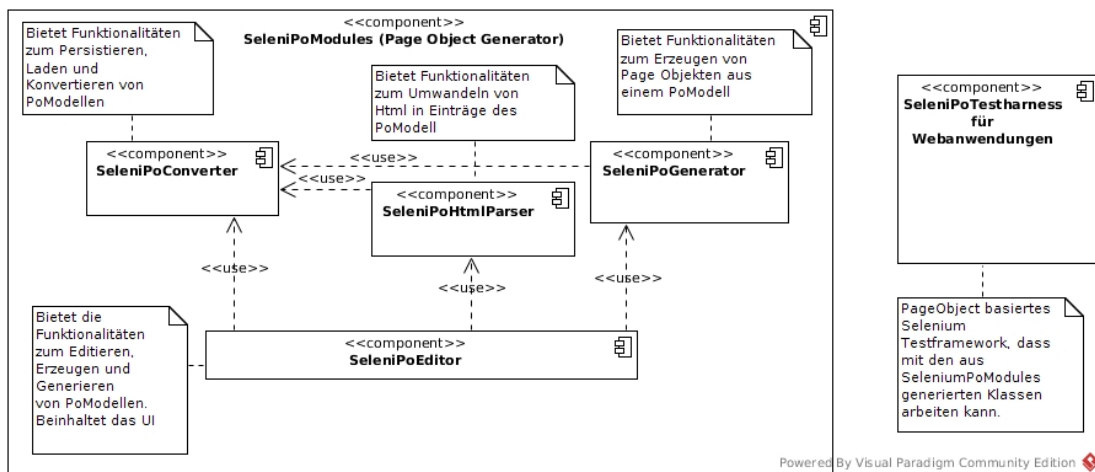 <<component>>
SeleniPoModules (Page Object Generator)
Bietet Funktionalitäten
zum Persistieren,
Laden und
Konvertieren von
PoModellen
Bietet Funktionalitäten
zum Umwandeln von
Html in Einträge des
PoModell
Bietet Funktionalitäten
zum Erzeugen von
Page Objekten aus
einem PoModell
<<component>>
SeleniPoConverter
<<use>>
<<use>>
<<component>>
SeleniPoHtmlParser
<<component>>
SeleniPoGenerator
<<use>>
<<use>>
<<use>>
Bietet die
Funktionalitäten
zum Editieren,
Erzeugen und
Generieren
von PoModellen.
Beinhaltet das UI
<<component>>
SeleniPoEditor
<<component>>
SeleniPoTestharness
für
Webanwendungen
PageObject basiertes
Selenium
Testframework, dass
mit den aus
SeleniumPoModules
generierten Klassen
arbeiten kann.
Powered By Visual Paradigm Community Edition